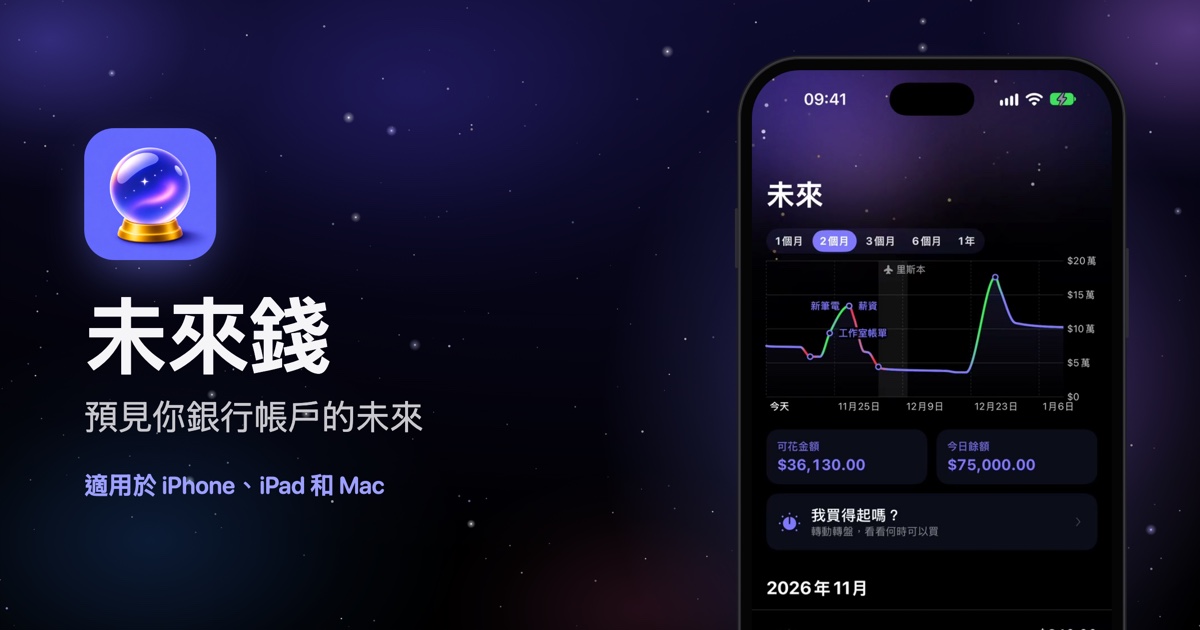 未來錢
預見你銀行帳戶的未來
適用於 iPhone、iPad 和 Mac
09:41
未來
1個月 2個月 3個月 6個月 1年
里斯本
$20萬
$15萬
$10萬
$5萬
$0
新筆電 薪資
工作室帳單
今天 11月25日 12月9日 12月23日 1月6日
可花金額
$36,130.00
今日餘額
$75,000.00
我買得起嗎？
轉動轉盤，看看何時可以買
2026年11月